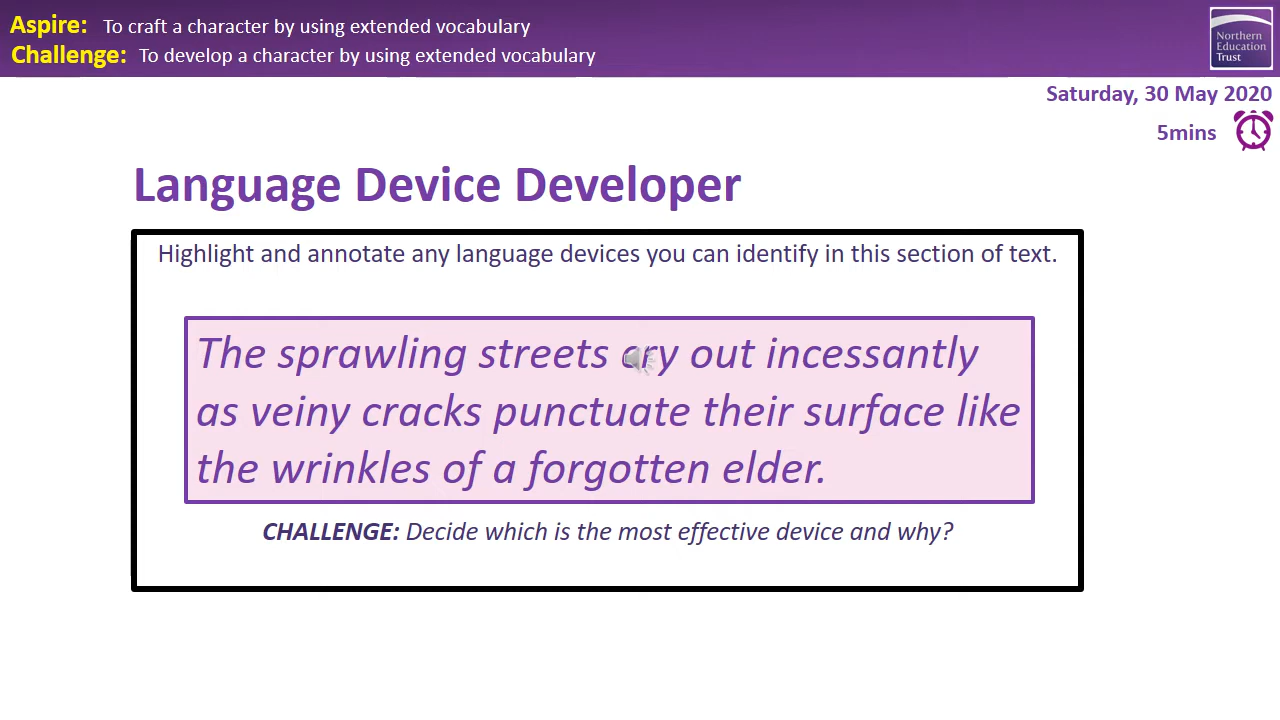 Aspire: To craft a character by using extended vocabulary
Challenge: To develop a character by using extended vocabulary
Northern
Education
Trust
Saturday, 30 May 2020
5mins
Language Device Developer
Highlight and annotate any language devices you can identify in this section of text.
The sprawling streets cry out incessantly
as veiny cracks punctuate their surface like
the wrinkles of a forgotten elder.
CHALLENGE: Decide which is the most effective device and why?